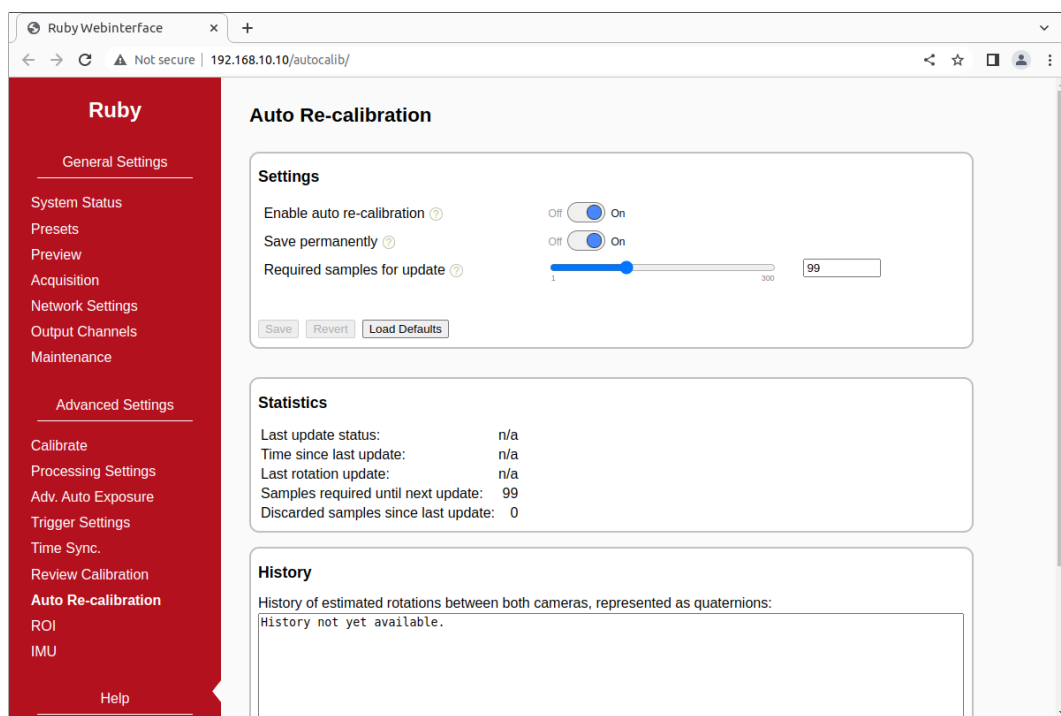 Ruby Webinterface
Not secure | 192.168.10.10/autocalib/
Ruby
General Settings
System Status
Presets
Preview
Acquisition
Network Settings
Output Channels
Maintenance
Advanced Settings
Calibrate
Processing Settings
Adv. Auto Exposure
Trigger Settings
Time Sync.
Review Calibration
Auto Re-calibration
ROI
IMU
Help
Auto Re-calibration
Settings
Enable auto re-calibration ? Off On
Save permanently ? Off On
Required samples for update ? 99
1 300
Save Revert Load Defaults
Statistics
Last update status: n/a
Time since last update: n/a
Last rotation update: n/a
Samples required until next update: 99
Discarded samples since last update: 0
History
History of estimated rotations between both cameras, represented as quaternions:
History not yet available.